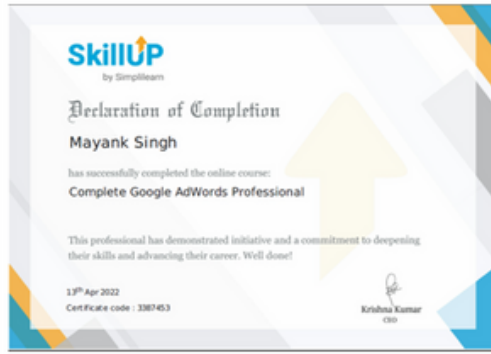 SkillUP
by Simplilearn
Declaration of Completion
Mayank Singh
has successfully completed the online course:
Complete Google AdWords Professional
This professional has demonstrated initiative and a commitment to deepening
their skills and advancing their career. Well done!
13th Apr 2022
Certificate code : 3387453
Krishna Kumar
CEO